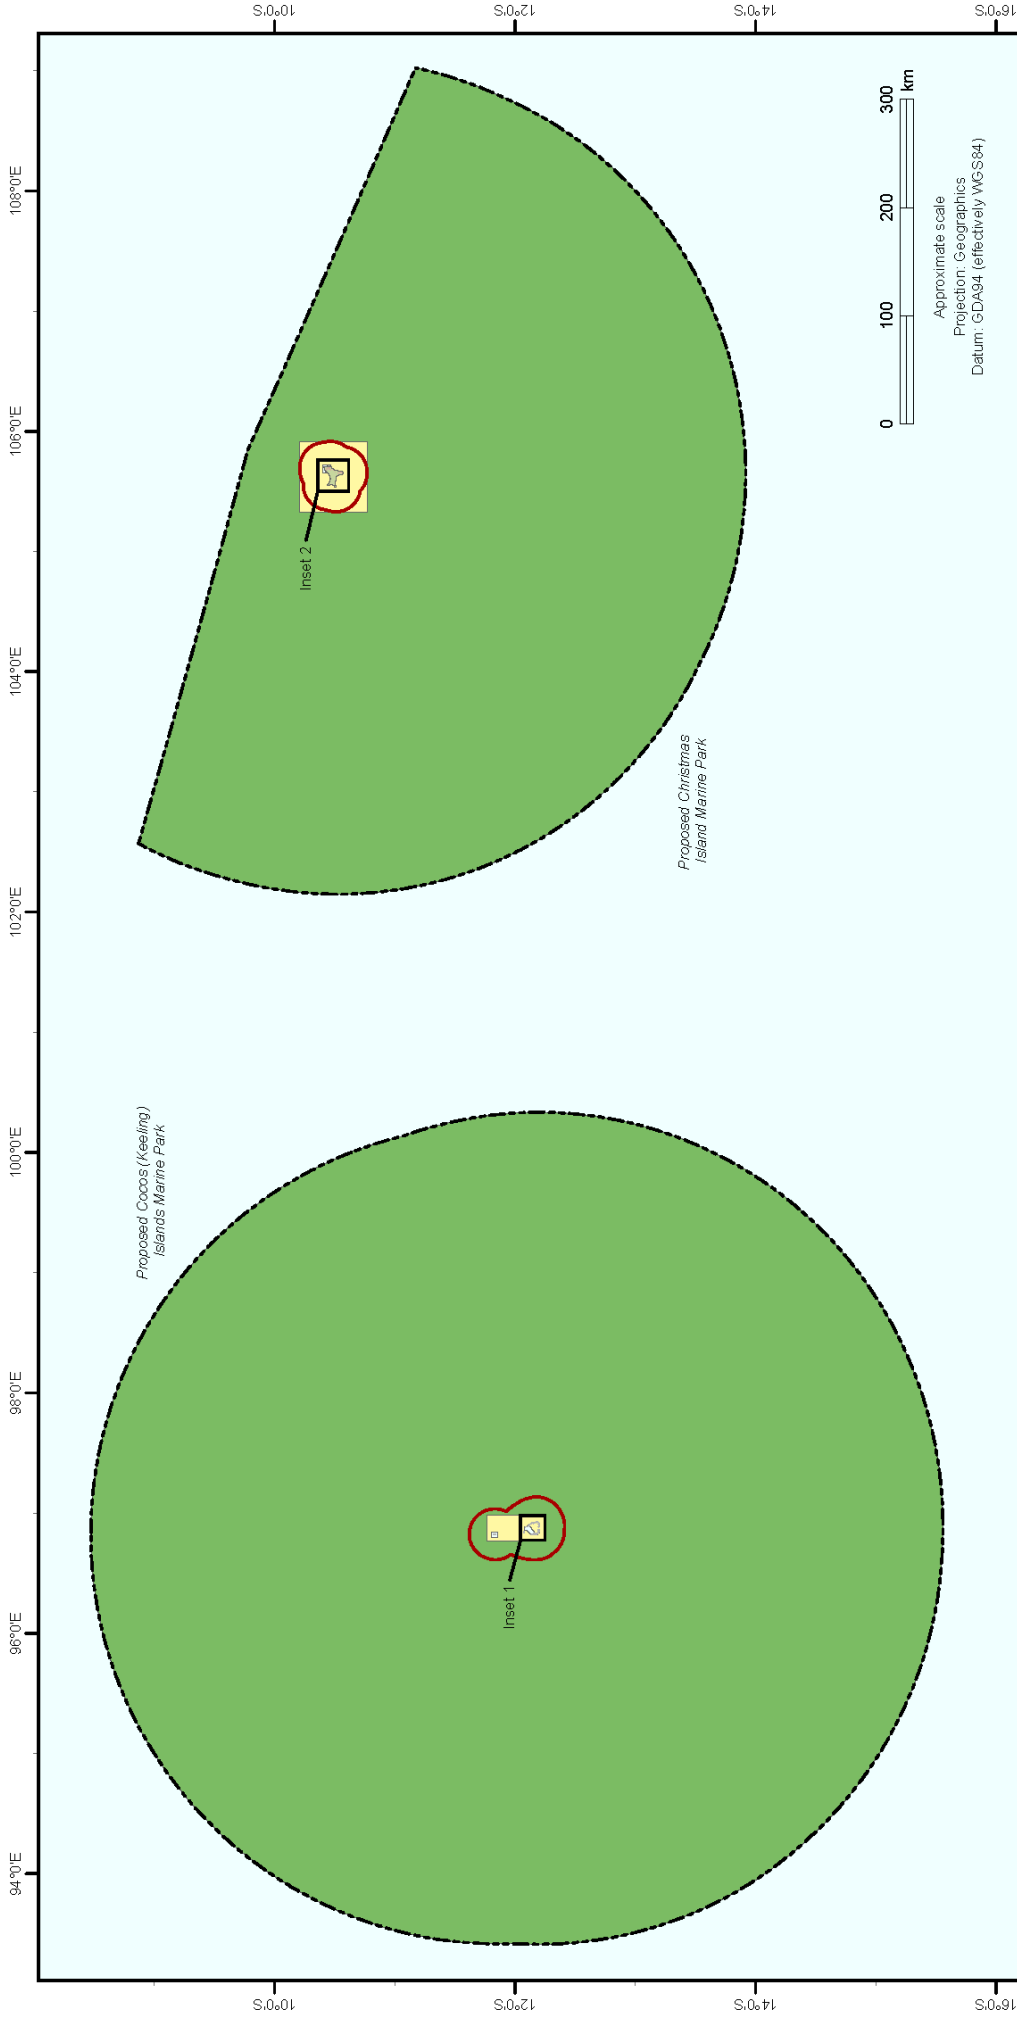 94°0'E
96°0'E
98°0'E
100°0'E
102°0'E
104°0'E
106°0'E
108°0'E
10°0'S
10°0'S
12°0'S
12°0'S
14°0'S
14°0'S
16°0'S
16°0'S
Proposed Cocos (Keeling)
Islands Marine Park
Inset 1
Inset 2
Proposed Christmas
Island Marine Park
0
100
200
300
km
Approximate scale
Projection: Geographics
Datum: GDA94 (effectively WGS84)